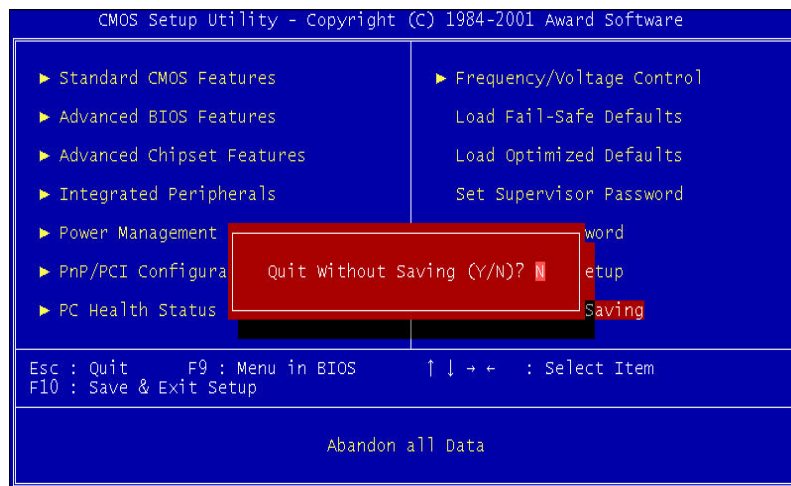 CMOS Setup Utility - Copyright (C) 1984-2001 Award Software
► Standard CMOS Features
► Advanced BIOS Features
► Advanced Chipset Features
► Integrated Peripherals
► Power Management
► PnP/PCI Configura
► PC Health Status
► Frequency/Voltage Control
Load Fail-Safe Defaults
Load Optimized Defaults
Set Supervisor Password
word
etup
Saving
Quit Without Saving (Y/N)? N
Esc : Quit F9 : Menu in BIOS ↑ ↓ → ← : Select Item
F10 : Save & Exit Setup
Abandon all Data